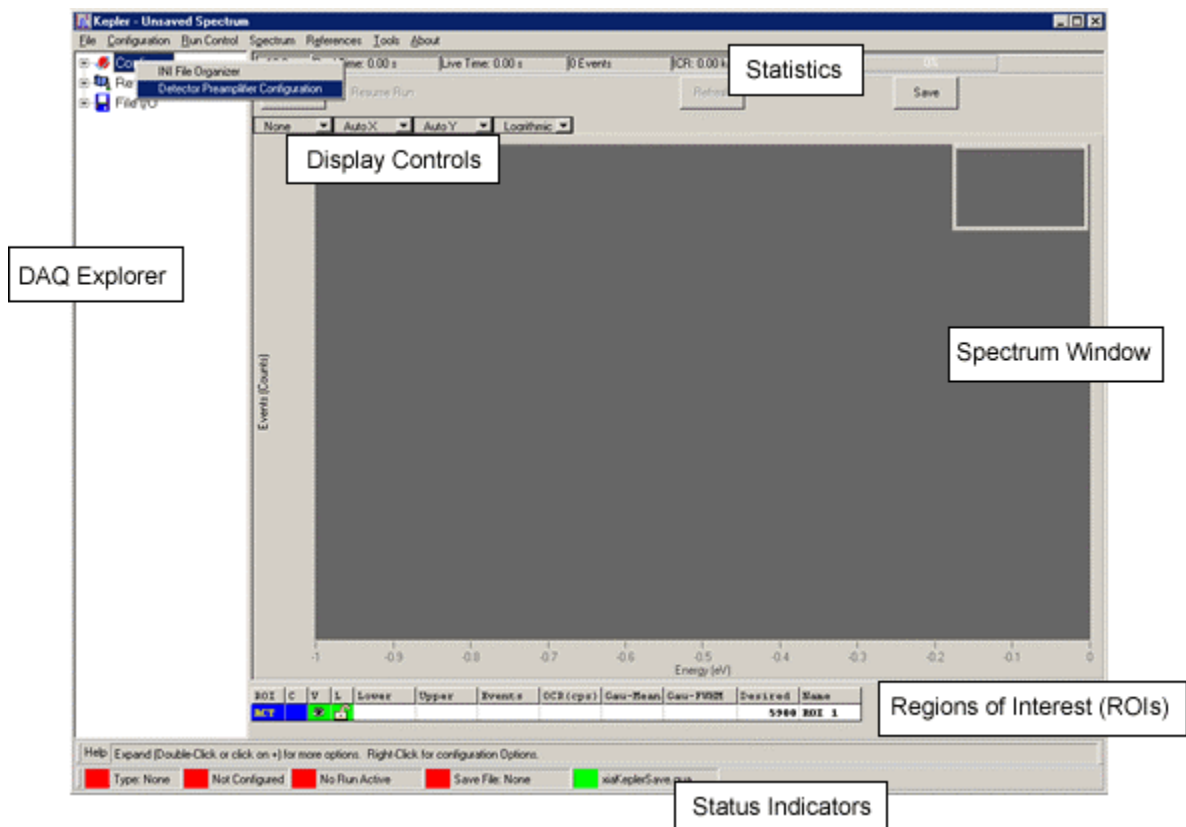 Kepler - Unsaved Spectrum
File Configuration Run Control Spectrum References Tools About
Time: 0.00 s Live Time: 0.00 s 0 Events ICR: 0.00 0%
Statistics
INI File Organizer
Detector Preamplifier Configuration
File I/O
Resume Run
Refresh
Save
None Auto X Auto Y Logrithmic
Display Controls
DAQ Explorer
Spectrum Window
Events (Counts)
-1 -0.9 -0.8 -0.7 -0.6 -0.5 -0.4 -0.3 -0.2 -0.1 0
Energy (eV)
ROI C V L Lower Upper Events OCR(cps) Gau-Mean Gau-FWHM Desired Name
ACT 5900 ROI 1
Regions of Interest (ROIs)
Help Expand (Double-Click or click on +) for more options. Right-Click for configuration Options.
Type: None Not Configured No Run Active Save File: None xiaKeplerSave.
Status Indicators